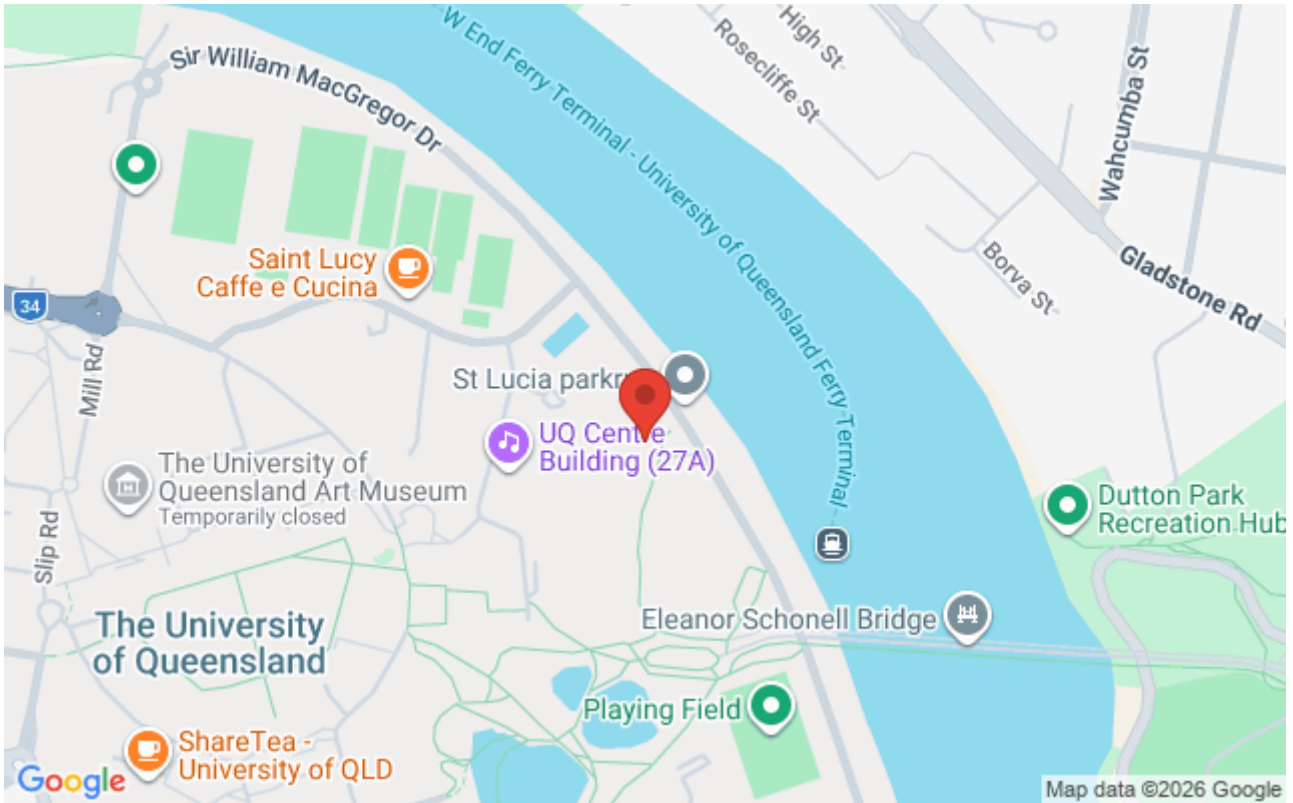 High St
Rosecliffe St
-W End Ferry Terminal - University of Queensland Ferry Terminal-
Wahcumba St
Sir William MacGregor Dr
Gladstone Rd
Borva St
Saint Lucy
Caffe e Cucina
34
Mill Rd
St Lucia parkr
UQ Centre
Building (27A)
The University of
Queensland Art Museum
Temporarily closed
Dutton Park
Recreation Hub
Slip Rd
Eleanor Schonell Bridge
The University
of Queensland
Playing Field
ShareTea -
University of QLD
Google
Map data ©2026 Google